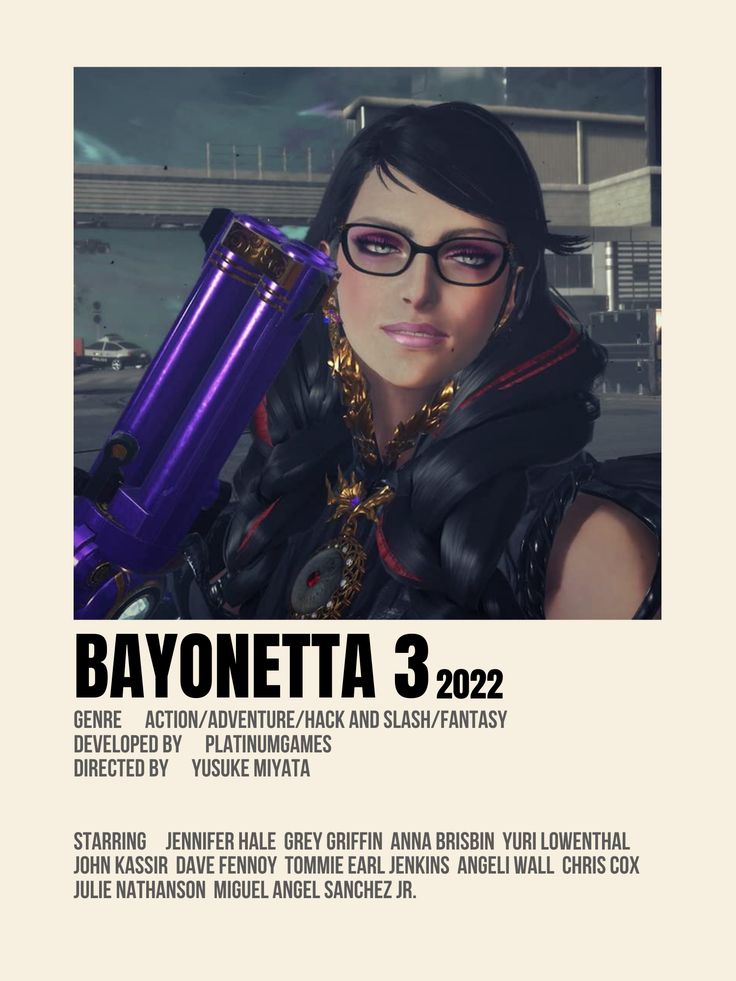 BAYONETTA 3 2022
GENRE ACTION/ADVENTURE/HACK AND SLASH/FANTASY
DEVELOPED BY PLATINUMGAMES
DIRECTED BY YUSUKE MIYATA
STARRING JENNIFER HALE GREY GRIFFIN ANNA BRISBIN YURI LOWENTHAL
JOHN KASSIR DAVE FENNOY TOMMIE EARL JENKINS ANGELI WALL CHRIS COX
JULIE NATHANSON MIGUEL ANGEL SANCHEZ JR.